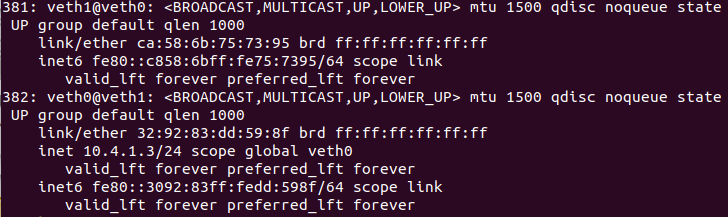 381: veth1@veth0: <BROADCAST,MULTICAST,UP,LOWER_UP> mtu 1500 qdisc noqueue state
UP group default qlen 1000
link/ether ca:58:6b:75:73:95 brd ff:ff:ff:ff:ff:ff
inet6 fe80::c858:6bff:fe75:7395/64 scope link
valid_lft forever preferred_lft forever
382: veth0@veth1: <BROADCAST,MULTICAST,UP,LOWER_UP> mtu 1500 qdisc noqueue state
UP group default qlen 1000
link/ether 32:92:83:dd:59:8f brd ff:ff:ff:ff:ff:ff
inet 10.4.1.3/24 scope global veth0
valid_lft forever preferred_lft forever
inet6 fe80::3092:83ff:fedd:598f/64 scope link
valid_lft forever preferred_lft forever